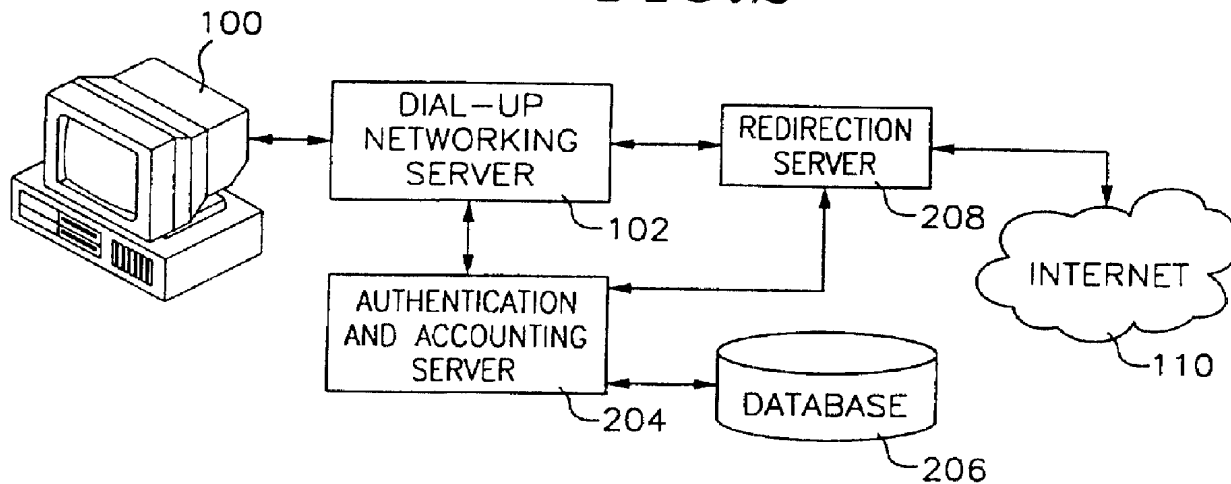 100
DIAL-UP
NETWORKING
SERVER
102
REDIRECTION
SERVER
208
INTERNET
110
AUTHENTICATION
AND ACCOUNTING
SERVER
204
DATABASE
206